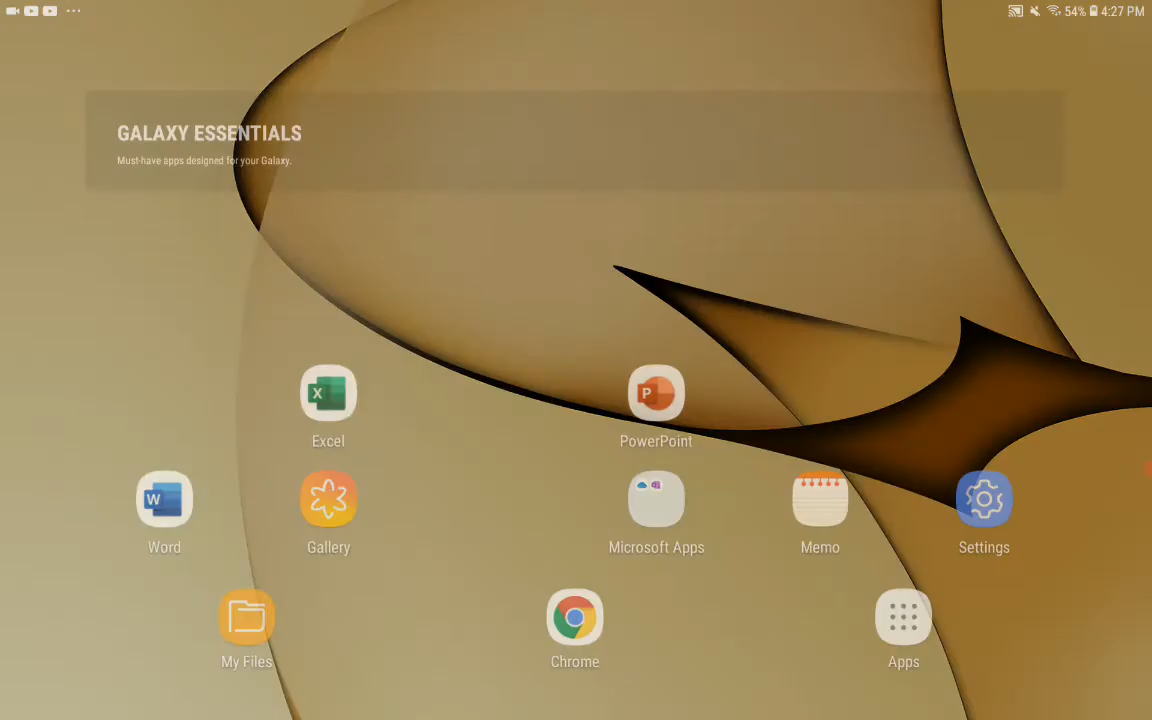 54% 4:27 PM
GALAXY ESSENTIALS
Must-have apps designed for your Galaxy.
X
P
Excel
PowerPoint
W
Word
Gallery
Microsoft Apps
Memo
Settings
My Files
Chrome
Apps